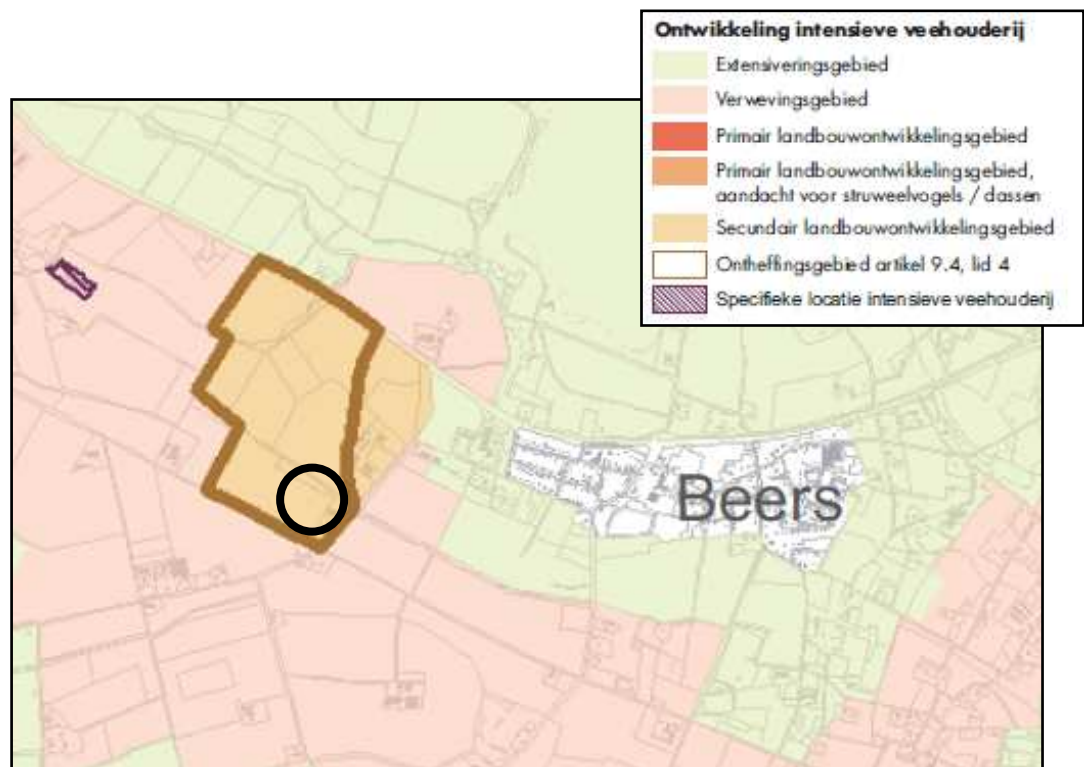 Ontwikkeling intensieve veehouderij
Extensiveringsgebied
Verwevingsgebied
Primair landbouwontwikkelingsgebied
Primair landbouwontwikkelingsgebied,
aandacht voor struweelvogels / dassen
Secundair landbouwontwikkelingsgebied
Ontheffingsgebied artikel 9.4, lid 4
Specifieke locatie intensieve veehouderij
Beers